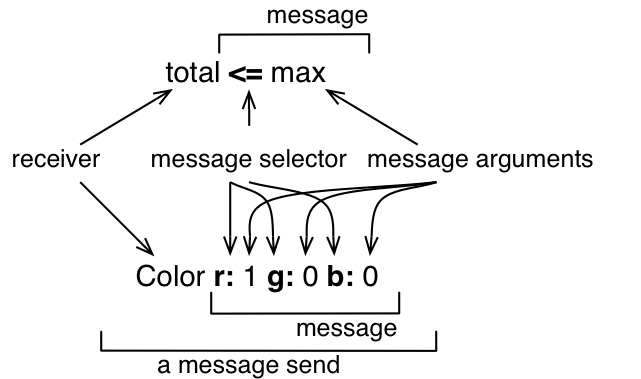 message
total <= max
receiver message selector message arguments
Color r: 1 g: 0 b: 0
message
a message send